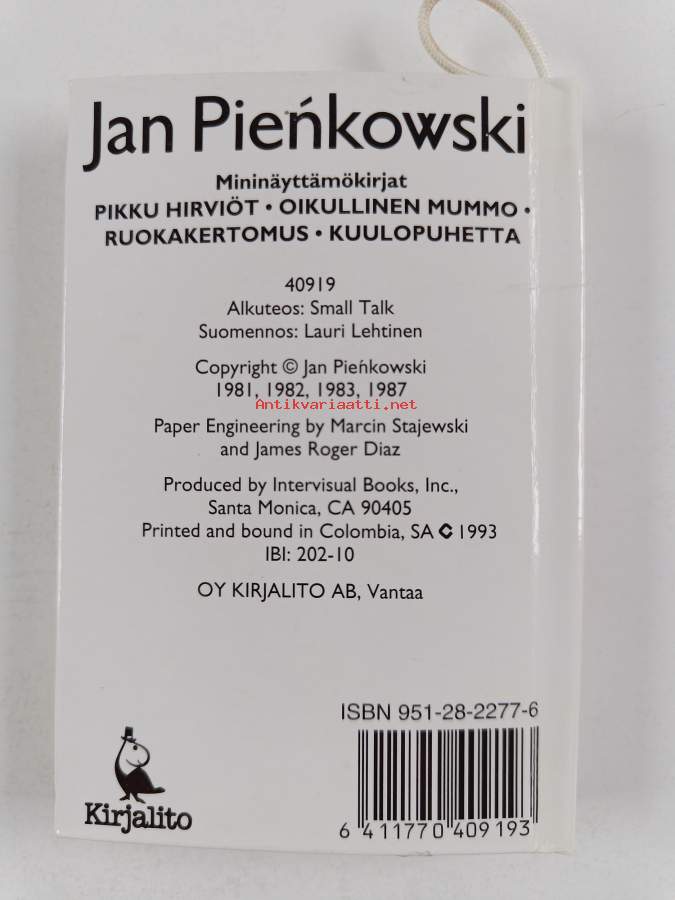 Jan Pieńkowski
Mininäyttämökirjat
PIKKU HIRVIÖT • OIKULLINEN MUMMO •
RUOKAKERTOMUS • KUULOPUHETTA
40919
Alkuteos: Small Talk
Suomennos: Lauri Lehtinen
Copyright © Jan Pieńkowski
1981, 1982, 1983, 1987
Antikvariaatti.net
Paper Engineering by Marcin Stajewski
and James Roger Diaz
Produced by Intervisual Books, Inc.,
Santa Monica, CA 90405
Printed and bound in Colombia, SA C 1993
IBI: 202-10
OY KIRJALITO AB, Vantaa
ISBN 951-28-2277-6
Kirjalito
6 411770 409193